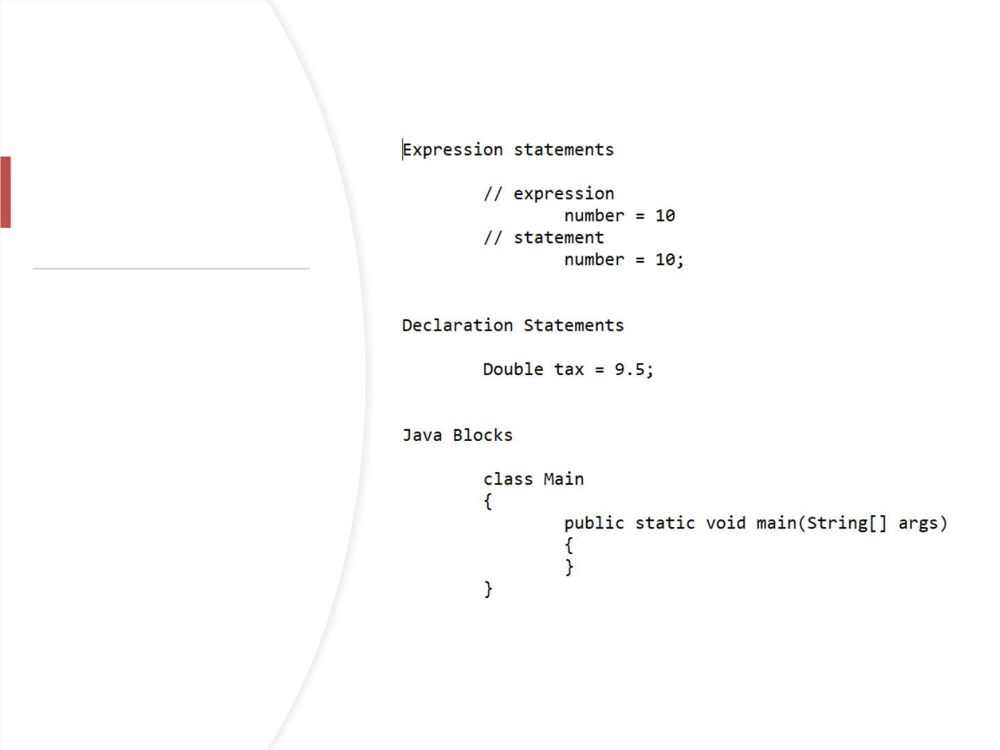 Expression statements
// expression
number = 10
// statement
number = 10;
Declaration Statements
Double tax = 9.5;
Java Blocks
class Main
{
public static void main(String[] args)
{
}
}